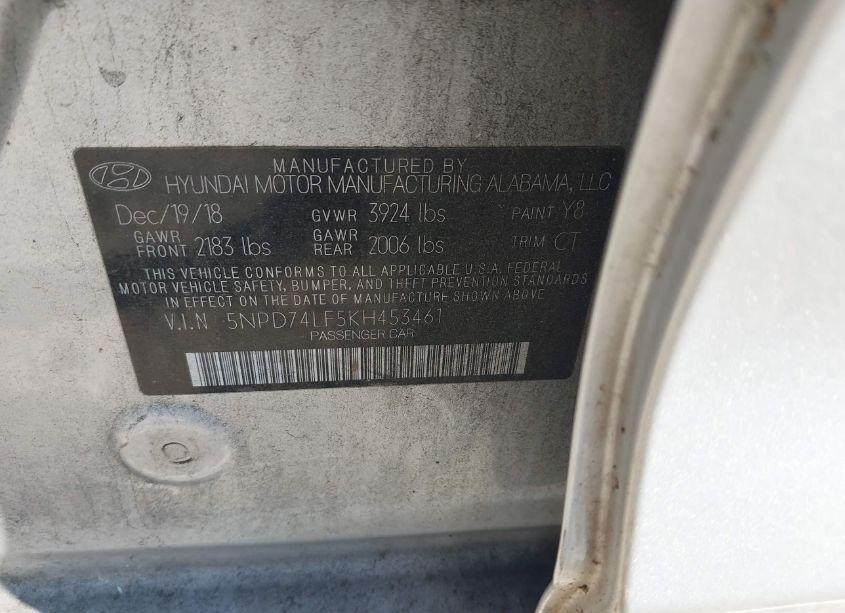 MANUFACTURED BY
HYUNDAI MOTOR MANUFACTURING ALABAMA, LLC
Dec/19/18 GVWR 3924 lbs PAINT Y8
GAWR FRONT 2183 lbs GAWR REAR 2006 lbs TRIM CT
THIS VEHICLE CONFORMS TO ALL APPLICABLE U.S.A. FEDERAL
MOTOR VEHICLE SAFETY, BUMPER, AND THEFT PREVENTION STANDARDS
IN EFFECT ON THE DATE OF MANUFACTURE SHOWN ABOVE.
V.I.N 5NPD74LF5KH453461
PASSENGER CAR